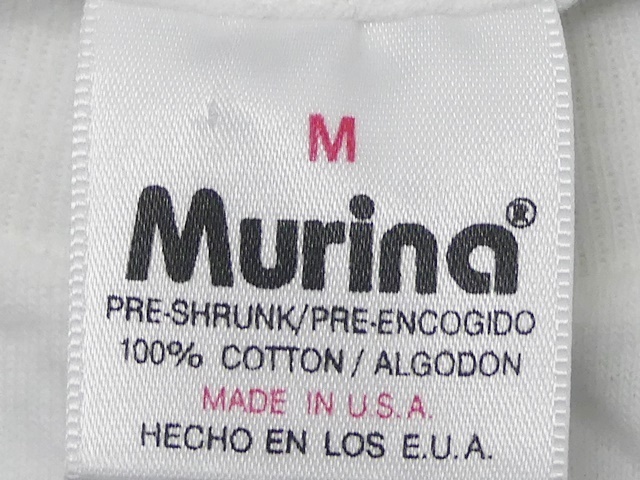 M
Murina®
PRE-SHRUNK/PRE-ENCOGIDO
100% COTTON / ALGODON
MADE IN U.S.A.
HECHO EN LOS E.U.A.